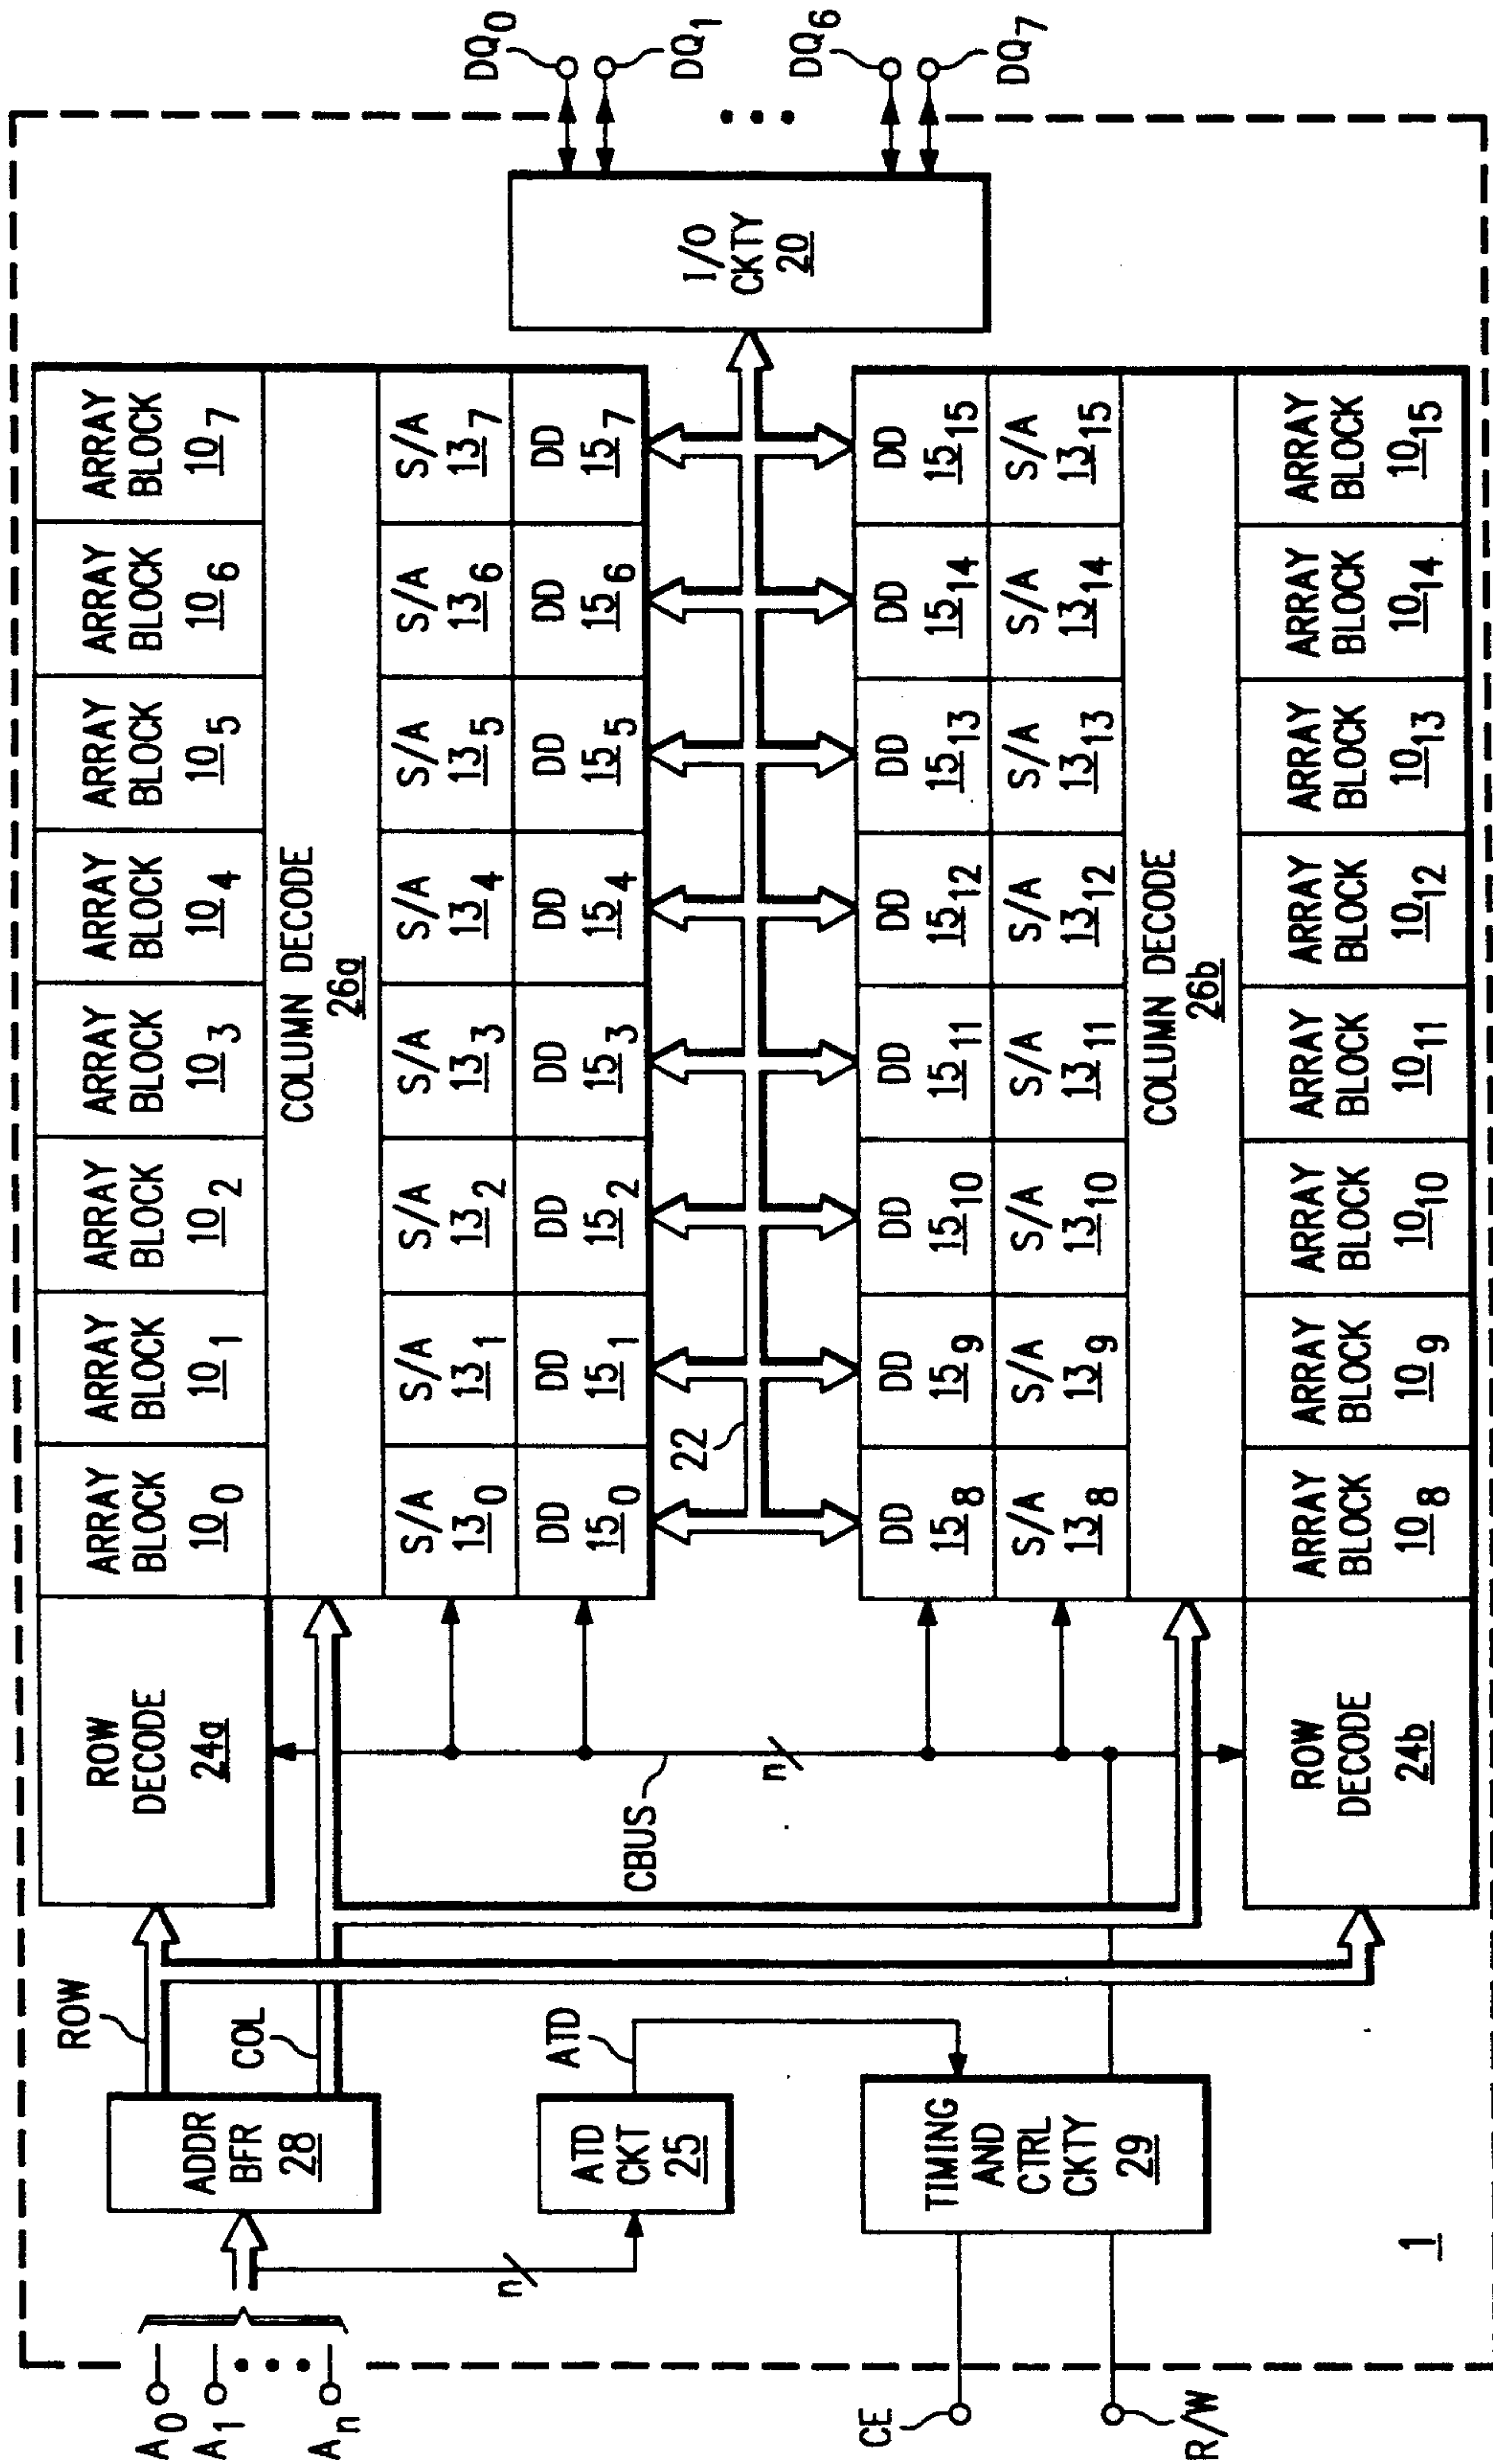 A0
A1
An
CE
R/W
ADDR
BFR
28
ROW
COL
n
ATD
CKT
25
ATD
TIMING
AND
CTRL
CKTY
29
1
ROW
DECODE
24a
CBUS
n
ROW
DECODE
24b
ARRAY BLOCK 10 0
ARRAY BLOCK 10 1
ARRAY BLOCK 10 2
ARRAY BLOCK 10 3
ARRAY BLOCK 10 4
ARRAY BLOCK 10 5
ARRAY BLOCK 10 6
ARRAY BLOCK 10 7
COLUMN DECODE
26a
S/A 13 0
S/A 13 1
S/A 13 2
S/A 13 3
S/A 13 4
S/A 13 5
S/A 13 6
S/A 13 7
DD 15 0
DD 15 1
DD 15 2
DD 15 3
DD 15 4
DD 15 5
DD 15 6
DD 15 7
22
DD 15 8
DD 15 9
DD 15 10
DD 15 11
DD 15 12
DD 15 13
DD 15 14
DD 15 15
S/A 13 8
S/A 13 9
S/A 13 10
S/A 13 11
S/A 13 12
S/A 13 13
S/A 13 14
S/A 13 15
COLUMN DECODE
26b
ARRAY BLOCK 10 8
ARRAY BLOCK 10 9
ARRAY BLOCK 10 10
ARRAY BLOCK 10 11
ARRAY BLOCK 10 12
ARRAY BLOCK 10 13
ARRAY BLOCK 10 14
ARRAY BLOCK 10 15
I/O
CKTY
20
DQ0
DQ1
DQ6
DQ7